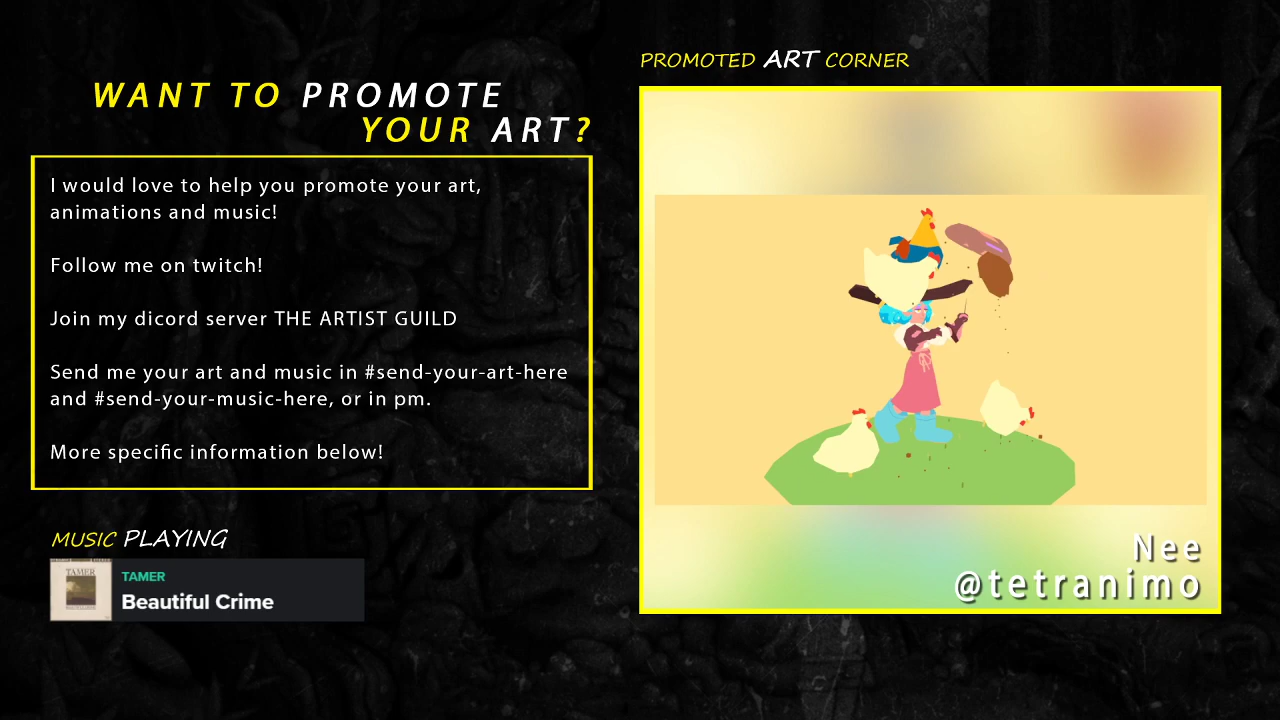 WANT TO PROMOTE
YOUR ART?
I would love to help you promote your art,
animations and music!
Follow me on twitch!
Join my dicord server THE ARTIST GUILD
Send me your art and music in #send-your-art-here
and #send-your-music-here, or in pm.
More specific information below!
MUSIC PLAYING
TAMER
TAMER
Beautiful Crime
PROMOTED ART CORNER
Nee
@tetranimo